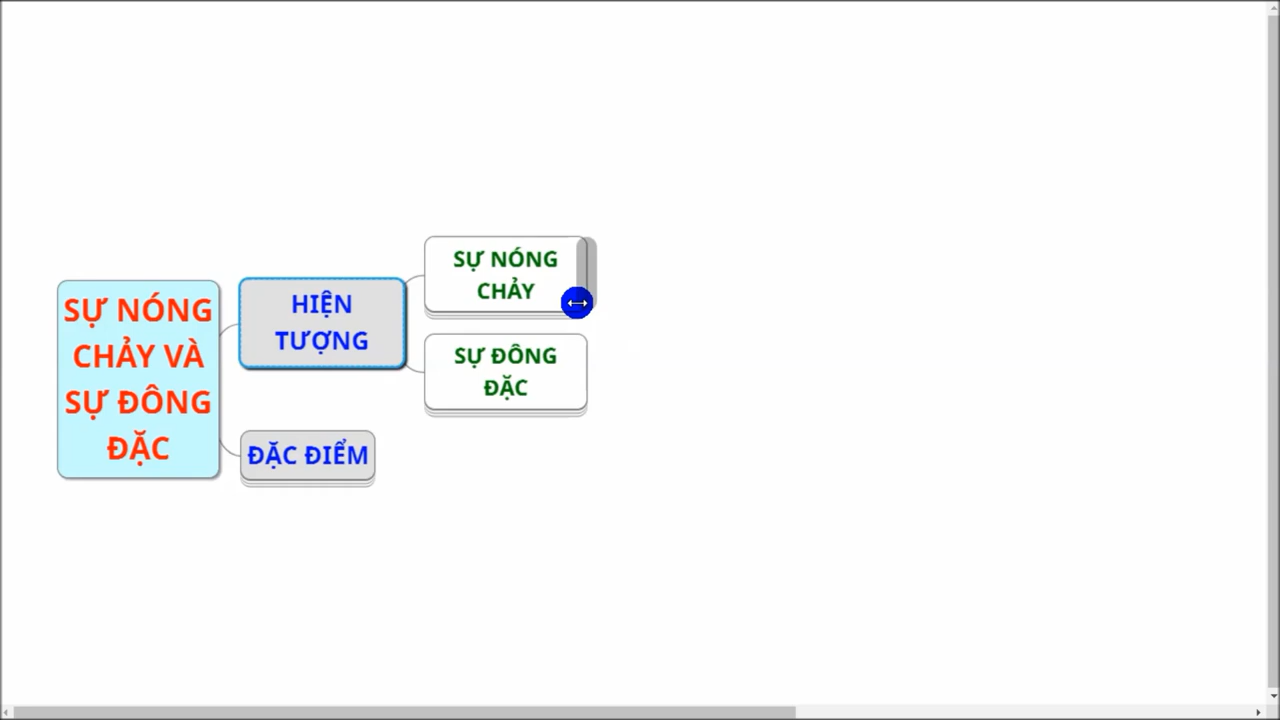 SỰ NÓNG
CHẢY VÀ
SỰ ĐÔNG
ĐẶC
HIỆN
TƯỢNG
SỰ NÓNG
CHẢY
SỰ ĐÔNG
ĐẶC
ĐẶC ĐIỂM